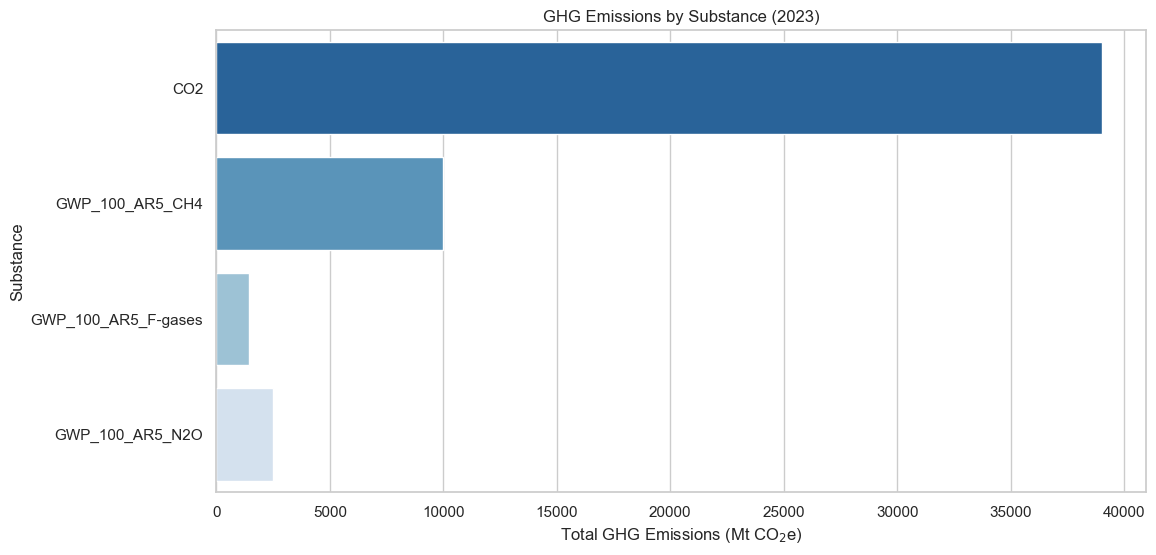 GHG Emissions by Substance (2023)
Substance
CO2
GWP_100_AR5_CH4
GWP_100_AR5_F-gases
GWP_100_AR5_N2O
0 5000 10000 15000 20000 25000 30000 35000 40000
Total GHG Emissions (Mt CO₂e)